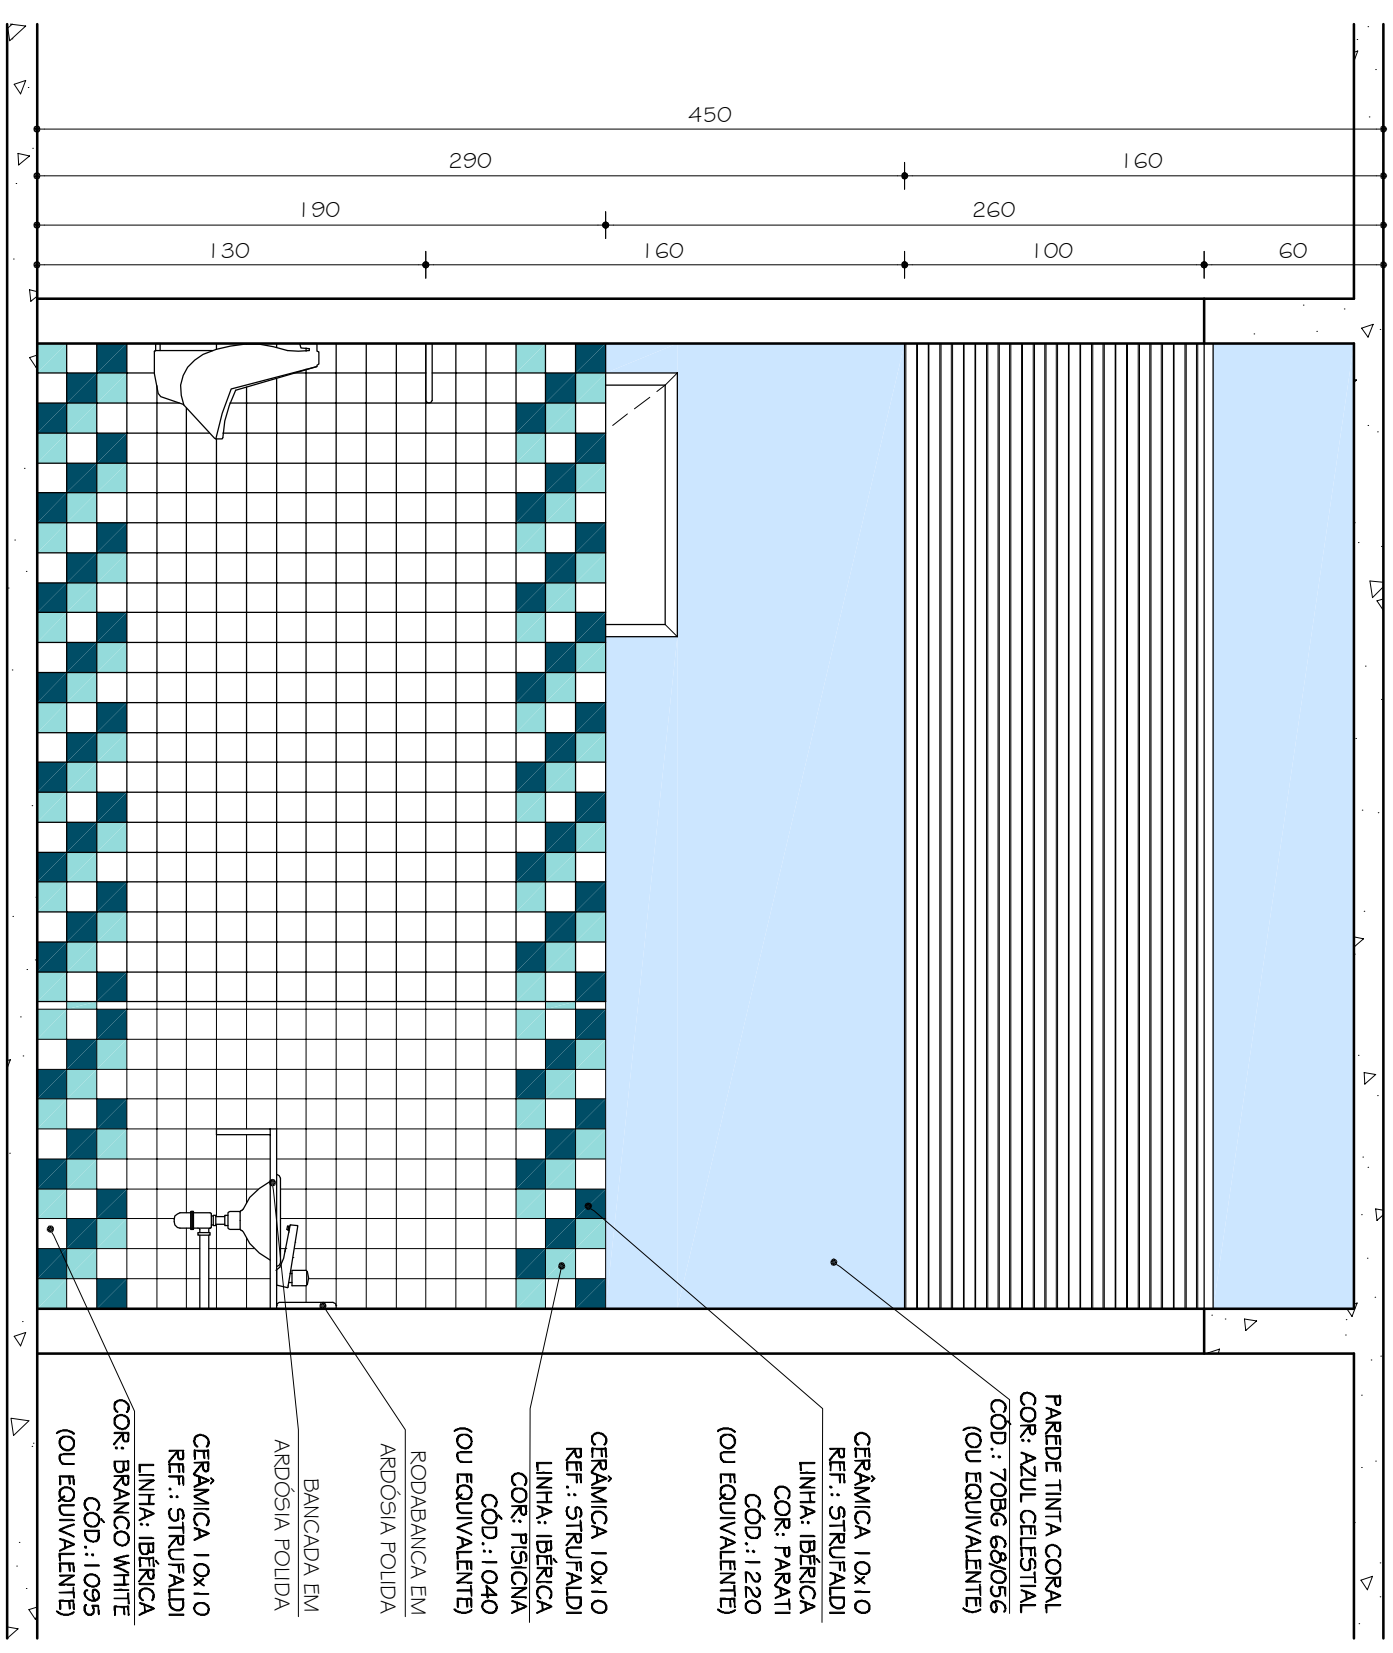 450
290
160
190
260
130
160
100
60
PAREDE TINTA CORAL
COR: AZUL CELESTIAL
CÓD.: 70BG 68/056
(OU EQUIVALENTE)
CERÂMICA 10x10
REF.: STRUFALDI
LINHA: IBÉRICA
COR: PARATI
CÓD.:1220
(OU EQUIVALENTE)
CERÂMICA 10x10
REF.: STRUFALDI
LINHA: IBÉRICA
COR: PISICNA
CÓD.:1040
(OU EQUIVALENTE)
RODABANCA EM
ARDÓSIA POLIDA
BANCADA EM
ARDÓSIA POLIDA
CERÂMICA 10x10
REF.: STRUFALDI
LINHA: IBÉRICA
COR: BRANCO WHITE
CÓD.:1095
(OU EQUIVALENTE)